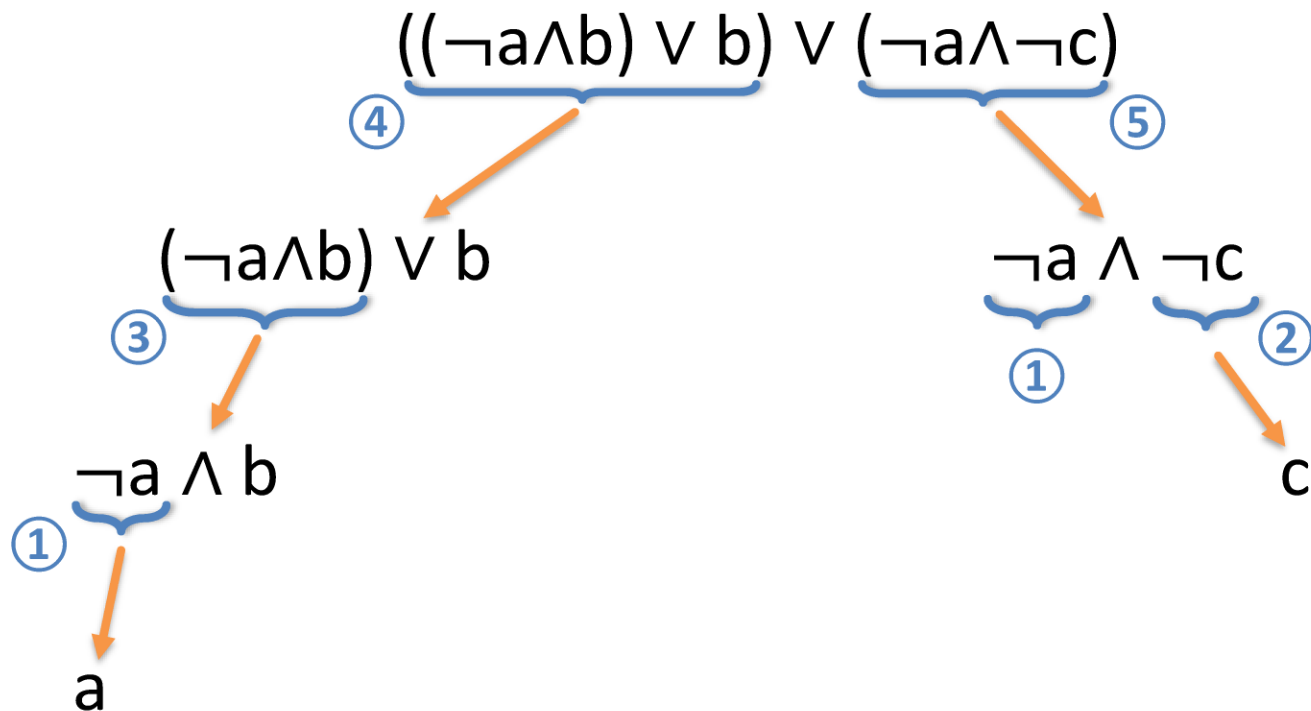 ((¬a∧b) ∨ b) ∨ (¬a∧¬c)
④ ⑤
(¬a∧b) ∨ b ¬a ∧ ¬c
③ ① ②
¬a ∧ b c
①
a